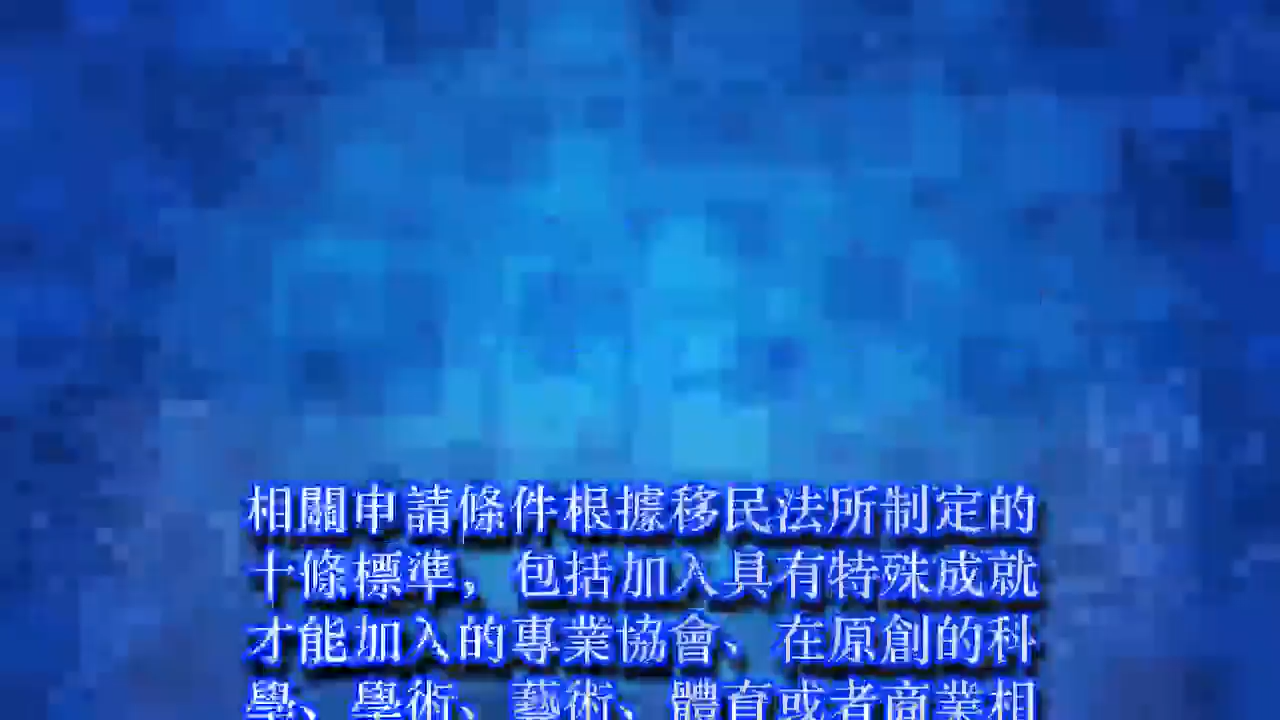 相關申請條件根據移民法所制定的
十條標準，包括加入具有特殊成就
才能加入的專業協會、在原創的科
學、學術、藝術、體育或者商業相